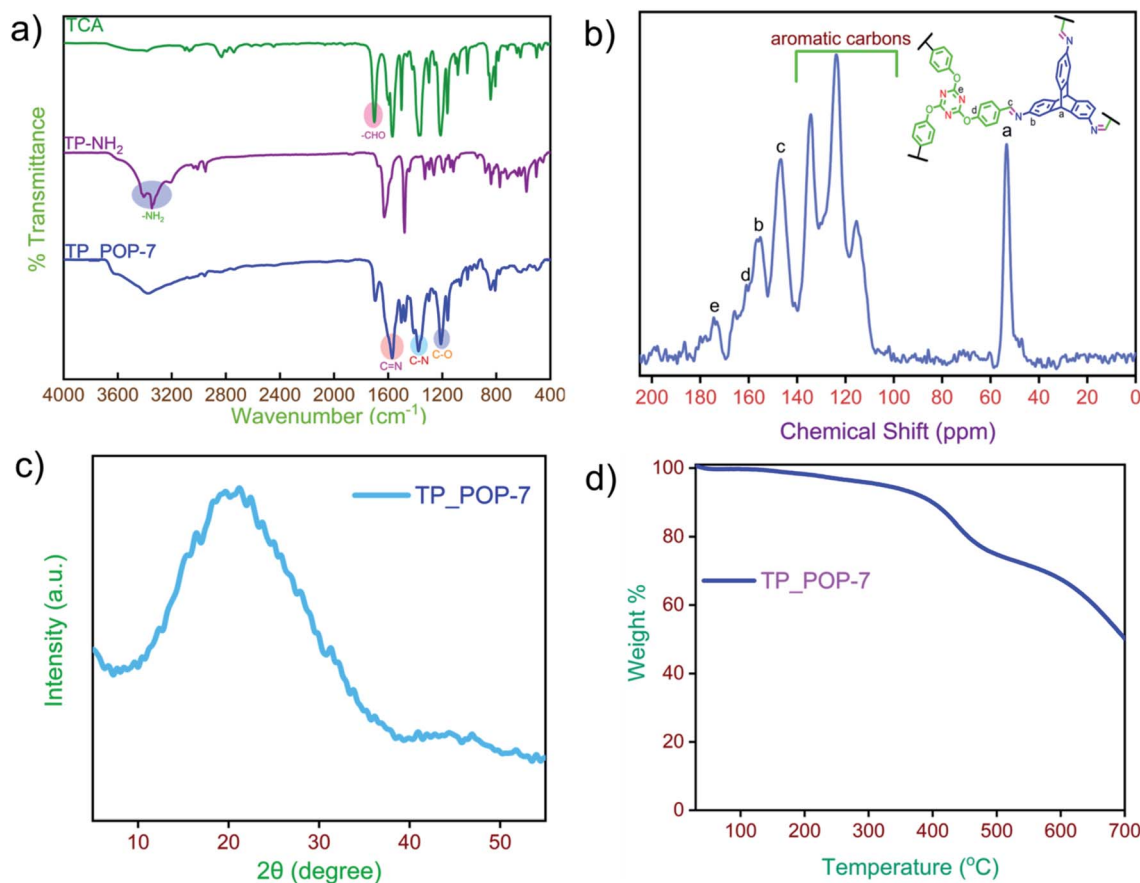 a)
TCA
-CHO
TP-NH2
-NH2
TP_POP-7
C=N
C-N
C-O
% Transmittance
4000 3200 2400 1600 1200 800 400
Wavenumber (cm-1)
b)
aromatic carbons
e
N
N
N
O
O
O
d
c
N
b
a
N
N
a
c
b
d
e
200 180 160 140 120 100 80 60 40 20 0
Chemical Shift (ppm)
c)
TP_POP-7
Intensity (a.u.)
10 20 30 40 50
2θ (degree)
d)
100
80
60
40
20
0
TP_POP-7
Weight %
100 200 300 400 500 600 700
Temperature (oC)